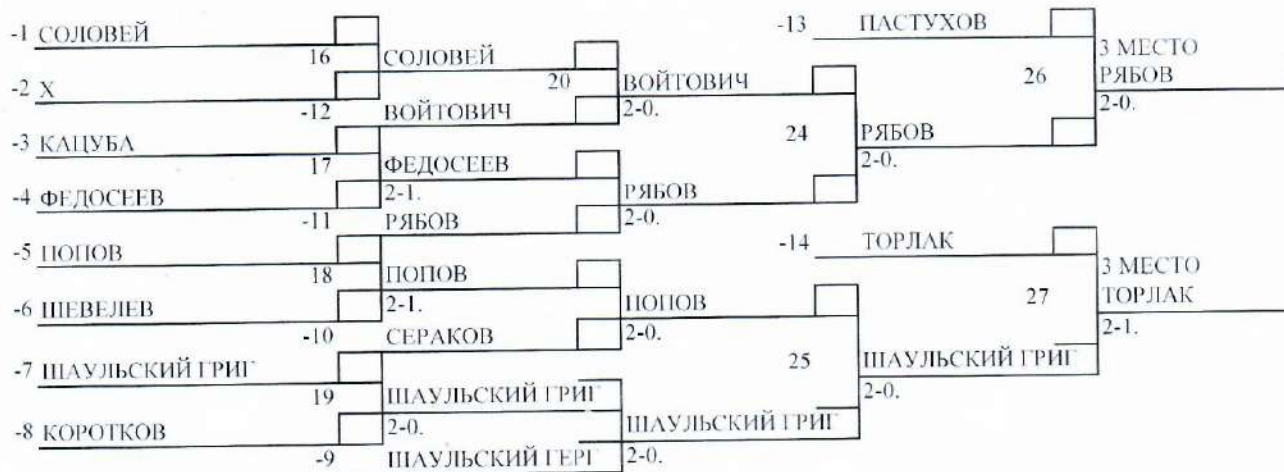 -1 СОЛОВЕЙ
16
-2 Х
-12
-3 КАЦУБА
17
-4 ФЕДОСЕЕВ
-11
-5 ПОПОВ
18
-6 ШЕВЕЛЕВ
-10
-7 ШАУЛЬСКИЙ ГРИГ
19
-8 КОРОТКОВ
-9
СОЛОВЕЙ
20
ВОЙТОВИЧ
ФЕДОСЕЕВ
2-1.
РЯБОВ
ПОПОВ
2-1.
СЕРАКОВ
ШАУЛЬСКИЙ ГРИГ
2-0.
ШАУЛЬСКИЙ ГЕРГ
ВОЙТОВИЧ
2-0.
24
РЯБОВ
2-0.
ПОПОВ
2-0.
25
ШАУЛЬСКИЙ ГРИГ
2-0.
-13 ПАСТУХОВ
26
РЯБОВ
2-0.
-14 ТОРЛАК
27
ШАУЛЬСКИЙ ГРИГ
2-0.
3 МЕСТО
РЯБОВ
2-0.
3 МЕСТО
ТОРЛАК
2-1.